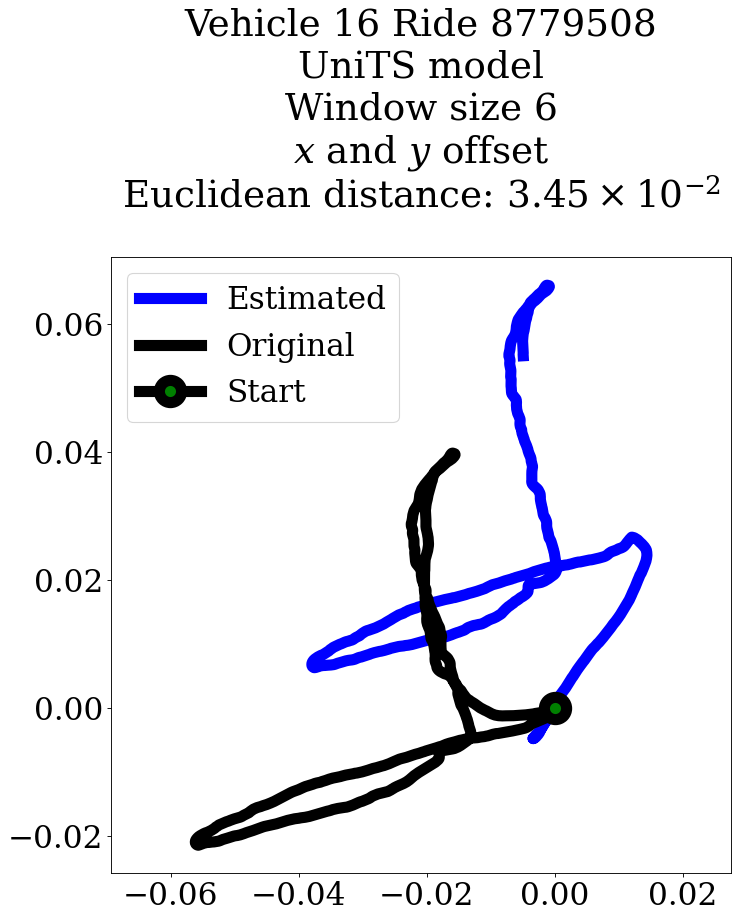 Vehicle 16 Ride 8779508
UniTS model
Window size 6
x and y offset
Euclidean distance: 3.45 × 10⁻²
Estimated
Original
Start
0.06
0.04
0.02
0.00
−0.02
−0.06 −0.04 −0.02 0.00 0.02